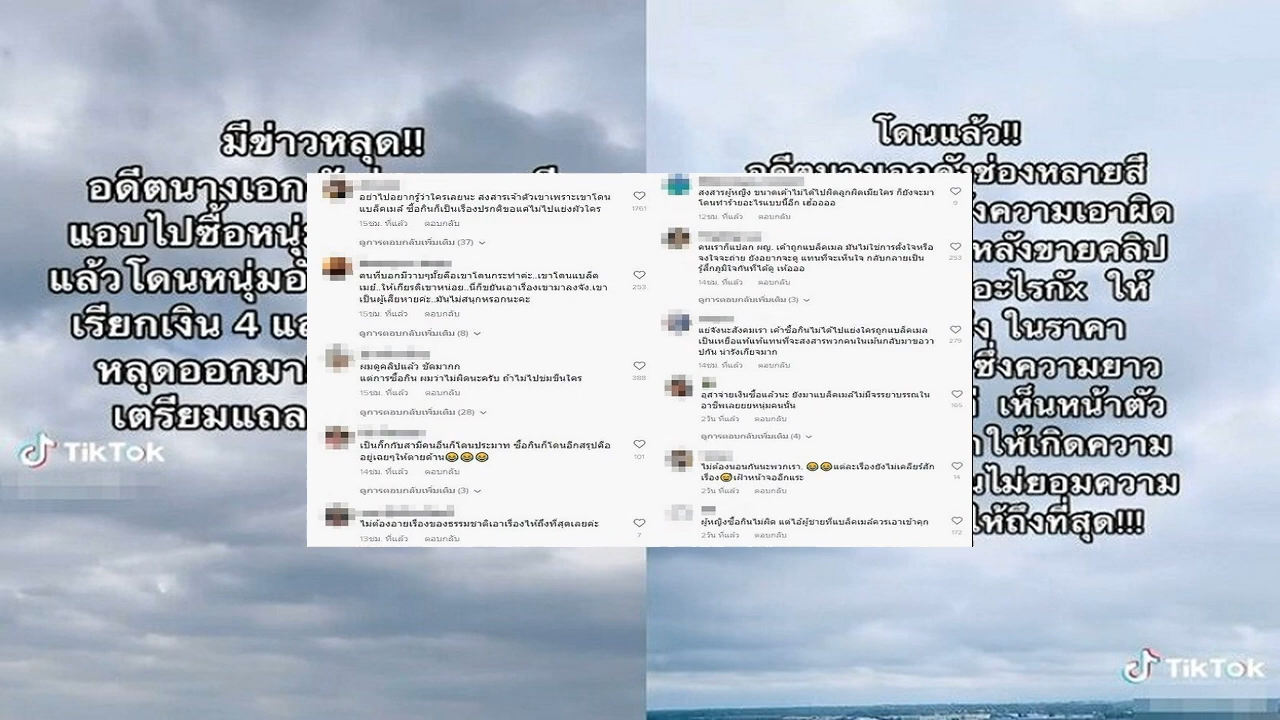 มีข่าวหลุด!!
อดีตนางเอก
แอบไปซื้อหนุ่ม
แล้วโดนหนุ่ม
เรียกเงิน 4
หลุดออกมา
เตรียมแถล
TikTok
อย่าไปอยากรู้ว่าใครเลยนะ สงสารเจ้าตัวเขาเพราะเขาโดน
แบล็คเมล์ ซื้อกินก็เป็นเรื่องปรกติขอแค่ไม่ไปแย่งผัวใคร
1761
15ชม. ที่แล้ว ตอบกลับ
ดูการตอบกลับเพิ่มเติม (37)
คนที่บอกมีวาบๆมั้ยคือเขาโดนกระทำค่ะ..เขาโดนแบล็ค
เมย์..ให้เกียรติเขาหน่อย..นี่ก็ขยันเอาเรื่องเขามาลงจัง.เขา
เป็นผู้เสียหายค่ะ..มันไม่สนุกหรอกนะคะ
253
15ชม. ที่แล้ว ตอบกลับ
ดูการตอบกลับเพิ่มเติม (8)
ผมดูคลิปแล้ว ชัดมากก
แต่การซื้อกิน ผมว่าไม่ผิดนะครับ ถ้าไม่ไปข่มขืนใคร
388
15ชม. ที่แล้ว ตอบกลับ
ดูการตอบกลับเพิ่มเติม (28)
เป็นกิ๊กกับสามีคนอื่นก็โดนประมาท ซื้อกินก็โดนอีกสรุปคือ
อยู่เฉยๆให้ตายด้าน😂😂😂
101
14ชม. ที่แล้ว ตอบกลับ
ดูการตอบกลับเพิ่มเติม (3)
ไม่ต้องอายเรื่องของธรรมชาติเอาเรื่องไห้ถึงที่สุดเลยค่ะ
7
13ชม. ที่แล้ว ตอบกลับ
โดนแล้ว!!
ช่องหลายสี
ความเอาผิด
หลังขายคลิป
อะไรกัx ให้
ในราคา
ซึ่งความยาว
เห็นหน้าตัว
ให้เกิดความ
ไม่ยอมความ
ให้ถึงที่สุด!!!
สงสารผู้หญิง ขนาดเค้าไม่ได้ไปผิดลูกผิดเมียใคร ก็ยังจะมา
โดนทำร้ายอะไรแบบนี้อีก เฮ้อออออ
9
12ชม. ที่แล้ว ตอบกลับ
คนเราก็แปลก ผญ. เค้าถูกแบล็คเมล มันไม่ใช่การตั้งใจหรือ
จงใจจะถ่าย ยังอยากจะดู แทนที่จะเห็นใจ กลับกลายเป็น
รู้สึกภูมิใจกันที่ได้ดู เห้อออ
253
14ชม. ที่แล้ว ตอบกลับ
ดูการตอบกลับเพิ่มเติม (3)
แย่จังนะสังคมเรา เค้าซื้อกินไม่ได้ไปแย่งใครถูกแบล็คเมล
เป็นเหยื่อแท้แท้แทนที่จะสงสารพวกคนในเม้นกลับมาขอวา
ปกัน น่ารังเกียจมาก
279
14ชม. ที่แล้ว ตอบกลับ
อุสาจ่ายเงินซื้อแล้วนะ ยังมาแบล็คเมล์ไม่มีจรรยาบรรณใน
อาชีพเลยยยหนุ่มคนนั้น
165
2วัน ที่แล้ว ตอบกลับ
ดูการตอบกลับเพิ่มเติม (4)
ไม่ต้องนอนกันนะพวกเรา. 😂😂แต่ละเรื่องยังไม่เคลียร์สัก
เรื่อง😅เฝ้าหน้าจออีกแระ
14
2วัน ที่แล้ว ตอบกลับ
ผู้หญิงซื้อกินไม่ผิด แต่ไอ้ผู้ชายที่แบล็คเมล์ควรเอาเข้าคุก
172
2วัน ที่แล้ว ตอบกลับ
TikTok